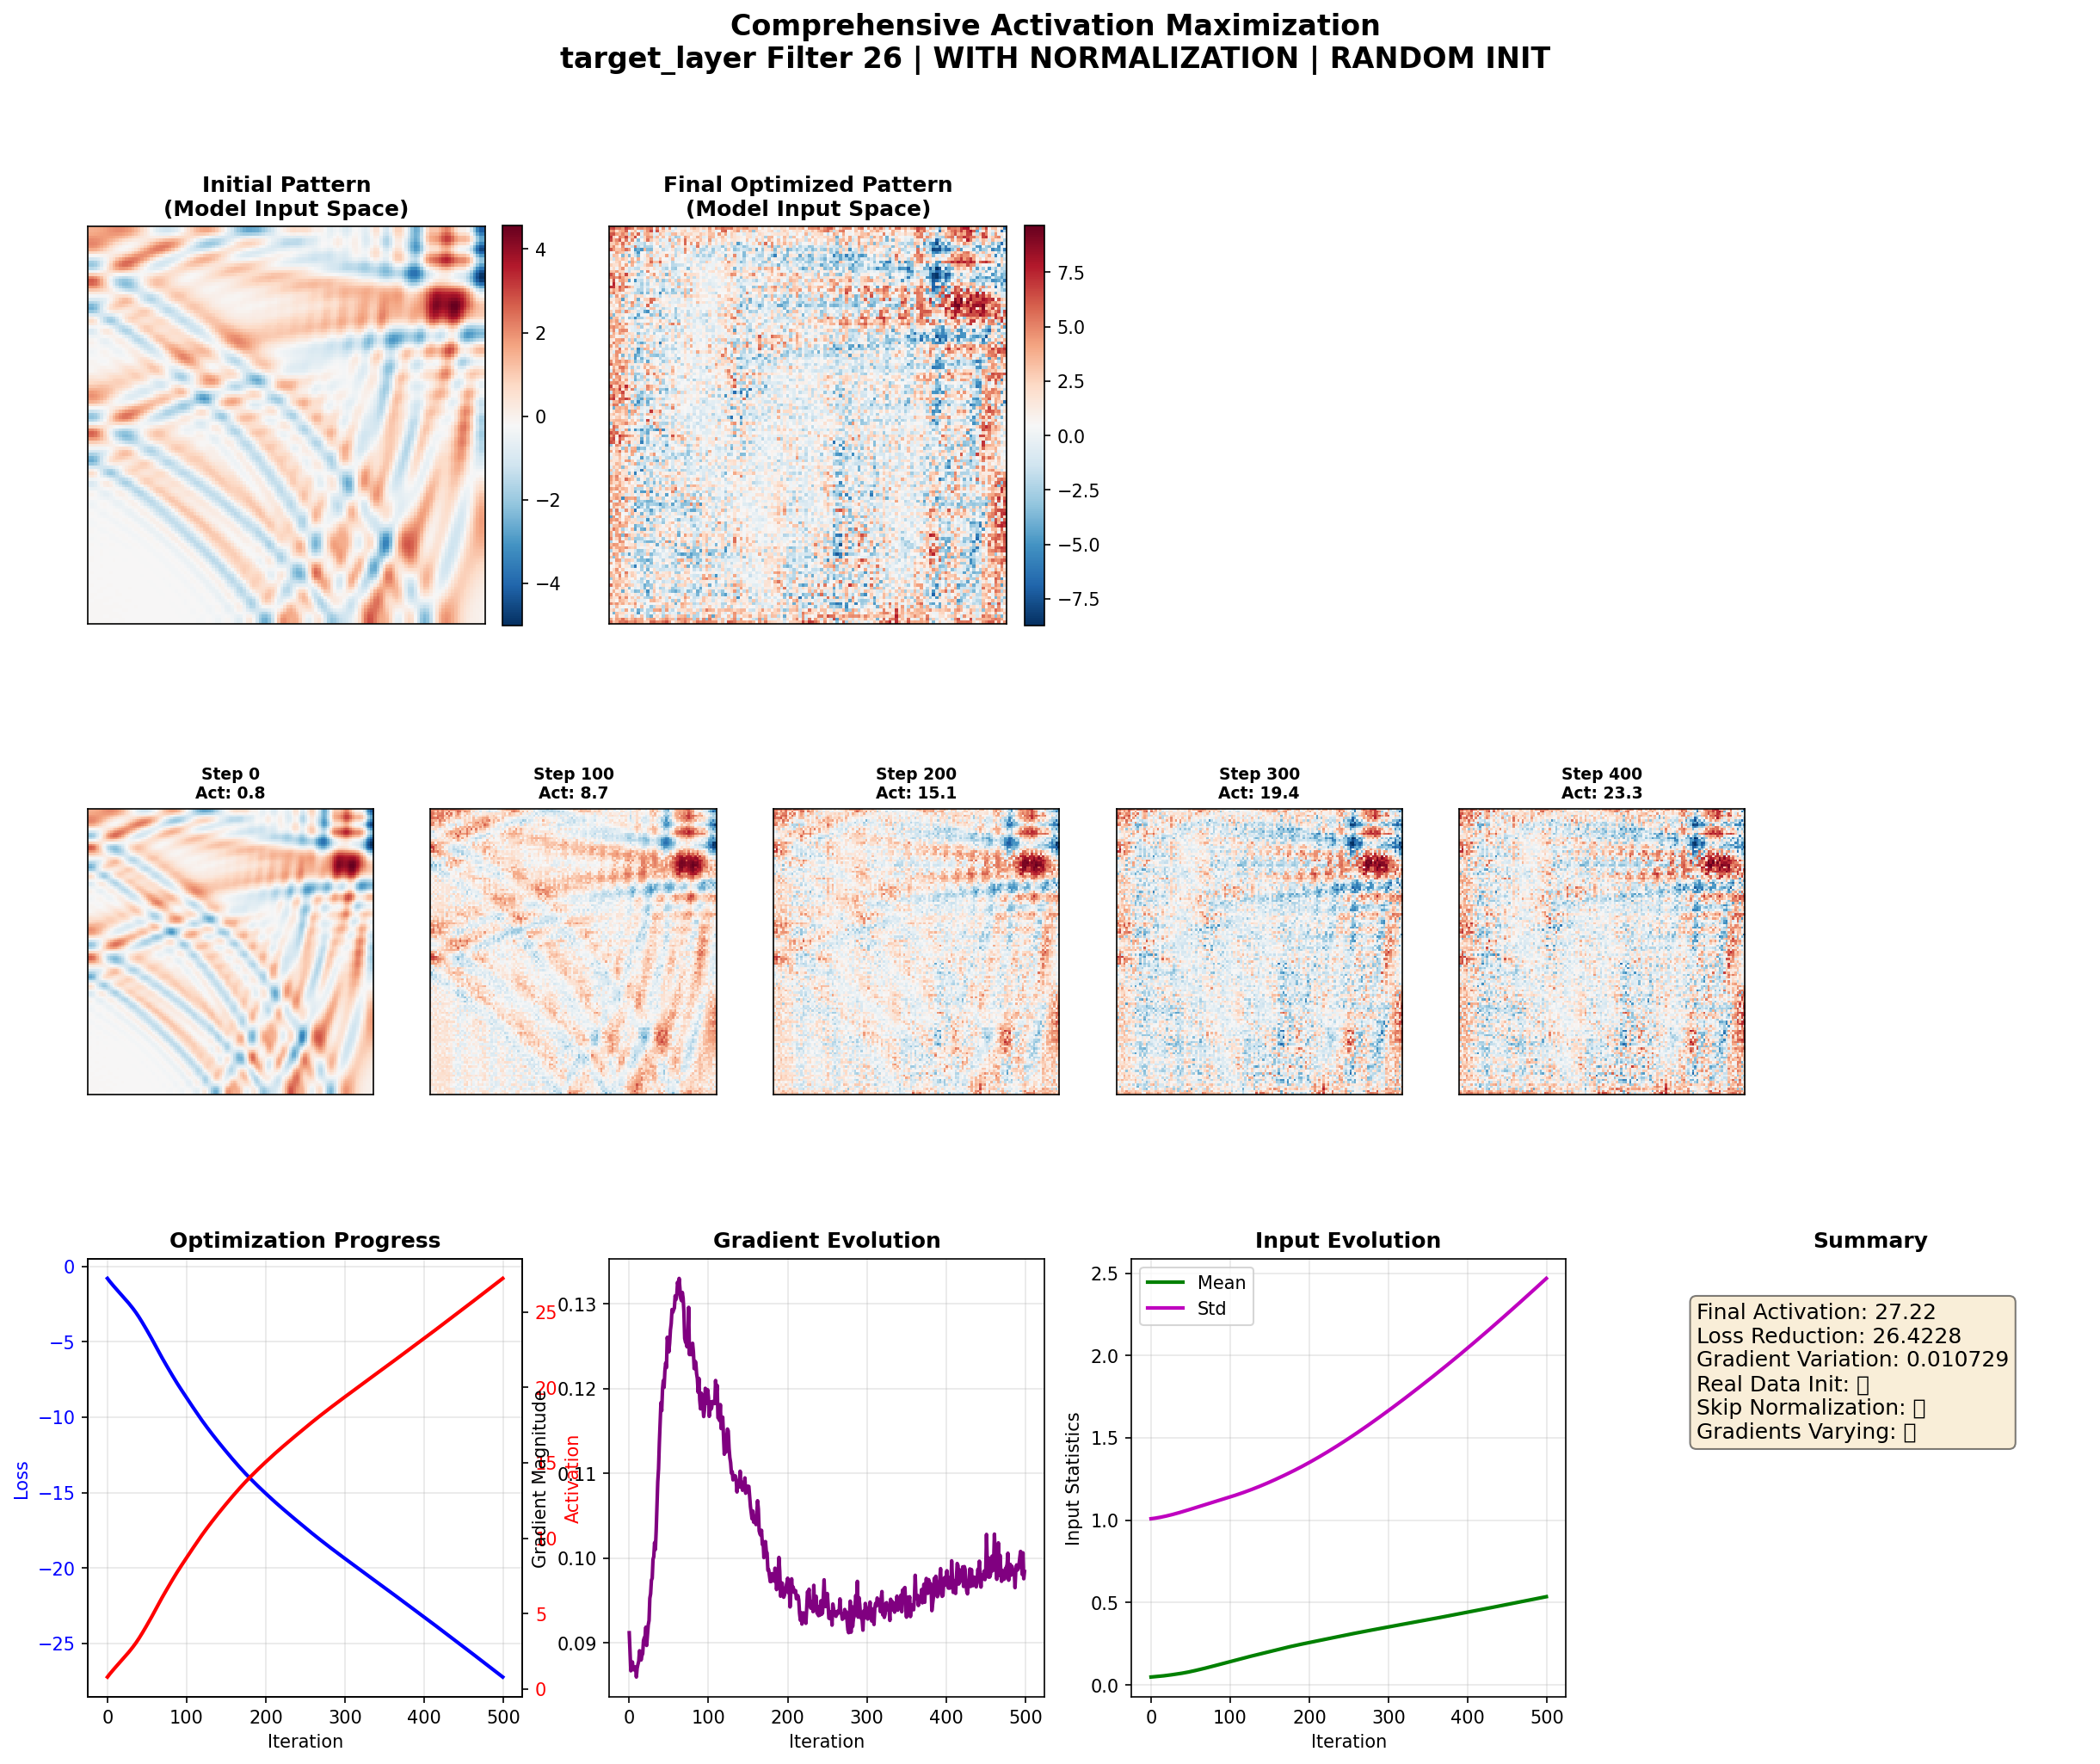 Comprehensive Activation Maximization
target_layer Filter 26 | WITH NORMALIZATION | RANDOM INIT
Initial Pattern
(Model Input Space)
4
2
0
−2
−4
Final Optimized Pattern
(Model Input Space)
7.5
5.0
2.5
0.0
−2.5
−5.0
−7.5
Step 0
Act: 0.8
Step 100
Act: 8.7
Step 200
Act: 15.1
Step 300
Act: 19.4
Step 400
Act: 23.3
Optimization Progress
Loss
0
−5
−10
−15
−20
−25
0 100 200 300 400 500
Iteration
25
20
15
10
5
0
Activation
Gradient Evolution
Gradient Magnitude
0.13
0.12
0.11
0.10
0.09
0 100 200 300 400 500
Iteration
Input Evolution
Mean
Std
Input Statistics
2.5
2.0
1.5
1.0
0.5
0.0
0 100 200 300 400 500
Iteration
Summary
Final Activation: 27.22
Loss Reduction: 26.4228
Gradient Variation: 0.010729
Real Data Init:
Skip Normalization:
Gradients Varying: